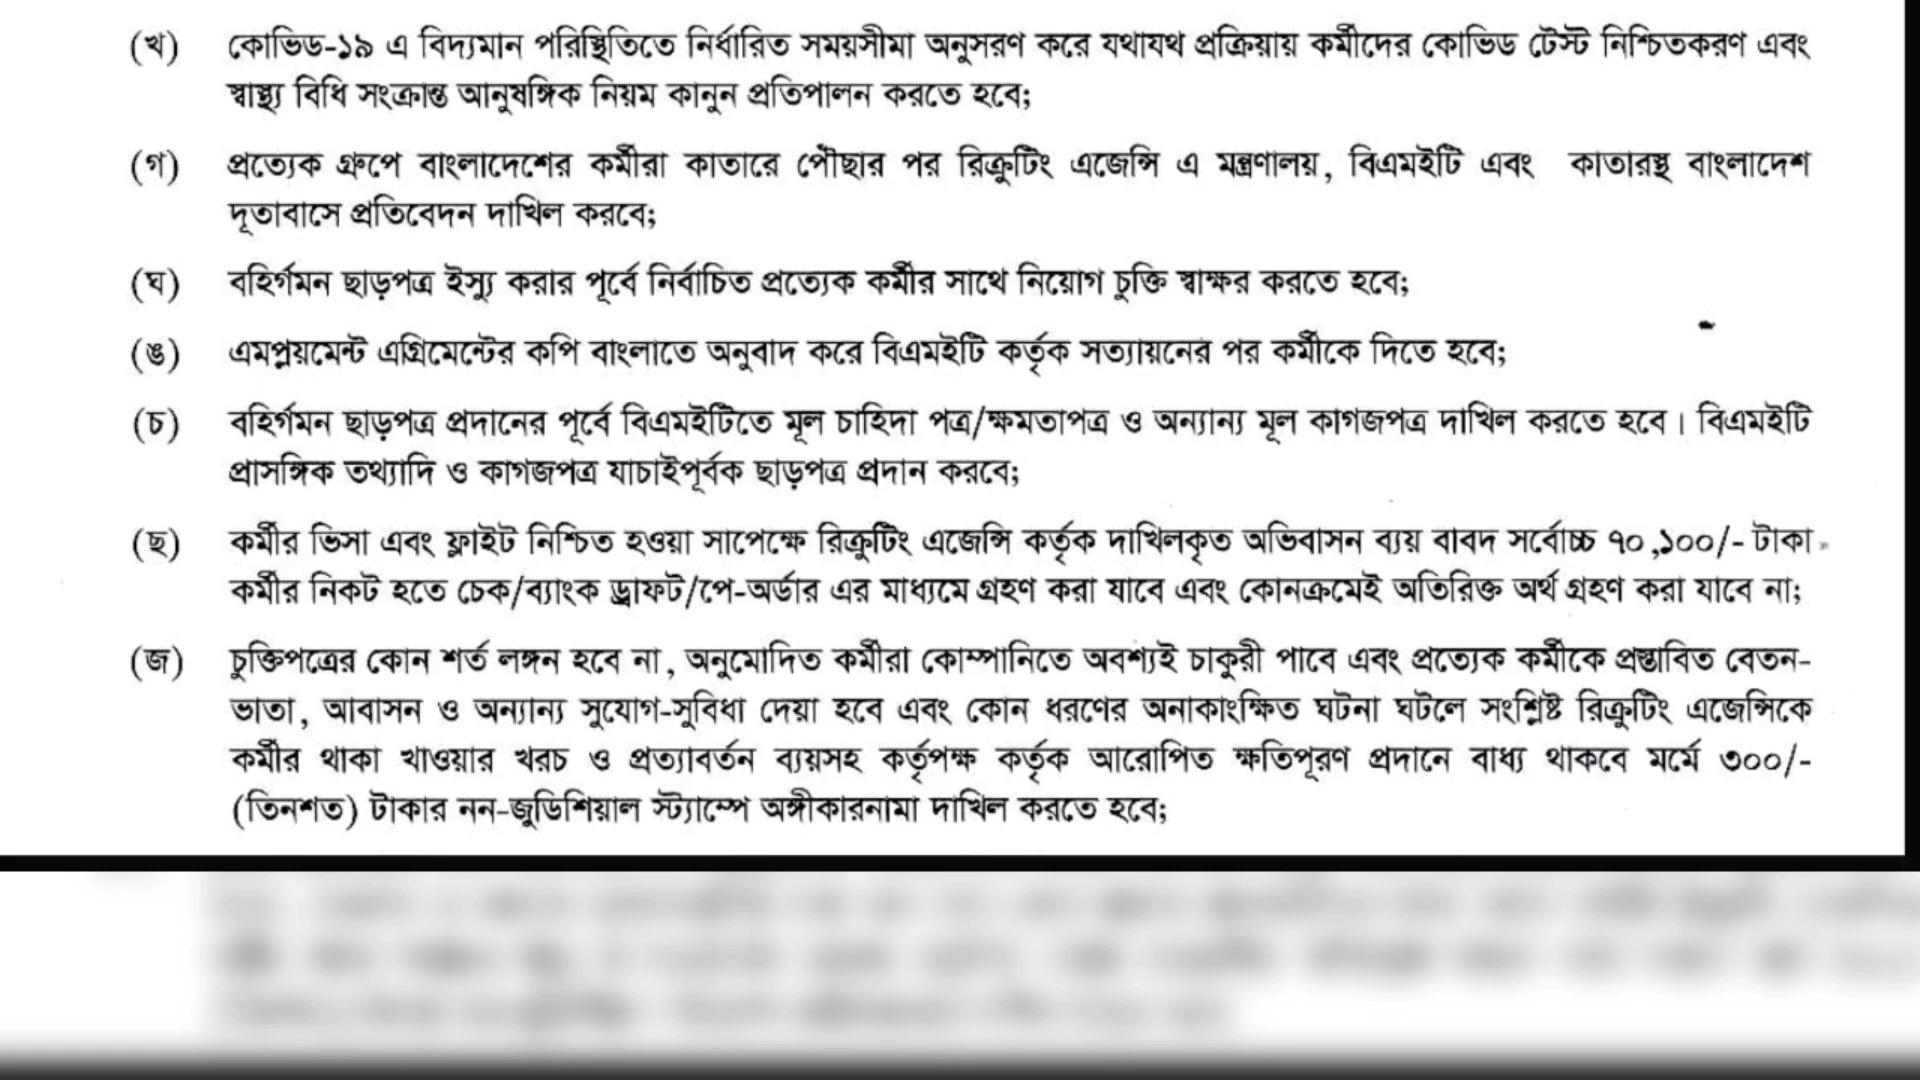 (খ) কোভিড-১৯ এ বিদ্যমান পরিস্থিতিতে নির্ধারিত সময়সীমা অনুসরণ করে যথাযথ প্রক্রিয়ায় কর্মীদের কোভিড টেস্ট নিশ্চিতকরণ এবং
স্বাস্থ্য বিধি সংক্রান্ত আনুষঙ্গিক নিয়ম কানুন প্রতিপালন করতে হবে;
(গ) প্রত্যেক গ্রুপে বাংলাদেশের কর্মীরা কাতারে পৌছার পর রিক্রুটিং এজেন্সি এ মন্ত্রণালয়, বিএমইটি এবং কাতারস্থ বাংলাদেশ
দূতাবাসে প্রতিবেদন দাখিল করবে;
(ঘ) বহির্গমন ছাড়পত্র ইস্যু করার পূর্বে নির্বাচিত প্রত্যেক কর্মীর সাথে নিয়োগ চুক্তি স্বাক্ষর করতে হবে;
(ঙ) এমপ্লয়মেন্ট এগ্রিমেন্টের কপি বাংলাতে অনুবাদ করে বিএমইটি কর্তৃক সত্যায়নের পর কর্মীকে দিতে হবে;
(চ) বহির্গমন ছাড়পত্র প্রদানের পূর্বে বিএমইটিতে মূল চাহিদা পত্র/ক্ষমতাপত্র ও অন্যান্য মূল কাগজপত্র দাখিল করতে হবে। বিএমইটি
প্রাসঙ্গিক তথ্যাদি ও কাগজপত্র যাচাইপূর্বক ছাড়পত্র প্রদান করবে;
(ছ) কর্মীর ভিসা এবং ফ্লাইট নিশ্চিত হওয়া সাপেক্ষে রিক্রুটিং এজেন্সি কর্তৃক দাখিলকৃত অভিবাসন ব্যয় বাবদ সর্বোচ্চ ৭০,১০০/- টাকা
কর্মীর নিকট হতে চেক/ব্যাংক ড্রাফট/পে-অর্ডার এর মাধ্যমে গ্রহণ করা যাবে এবং কোনক্রমেই অতিরিক্ত অর্থ গ্রহণ করা যাবে না;
(জ) চুক্তিপত্রের কোন শর্ত লঙ্গন হবে না, অনুমোদিত কর্মীরা কোম্পানিতে অবশ্যই চাকুরী পাবে এবং প্রত্যেক কর্মীকে প্রস্তাবিত বেতন-
ভাতা, আবাসন ও অন্যান্য সুযোগ-সুবিধা দেয়া হবে এবং কোন ধরণের অনাকাংক্ষিত ঘটনা ঘটলে সংশ্লিষ্ট রিক্রুটিং এজেন্সিকে
কর্মীর থাকা খাওয়ার খরচ ও প্রত্যাবর্তন ব্যয়সহ কর্তৃপক্ষ কর্তৃক আরোপিত ক্ষতিপূরণ প্রদানে বাধ্য থাকবে মর্মে ৩০০/-
(তিনশত) টাকার নন-জুডিশিয়াল স্ট্যাম্পে অঙ্গীকারনামা দাখিল করতে হবে;